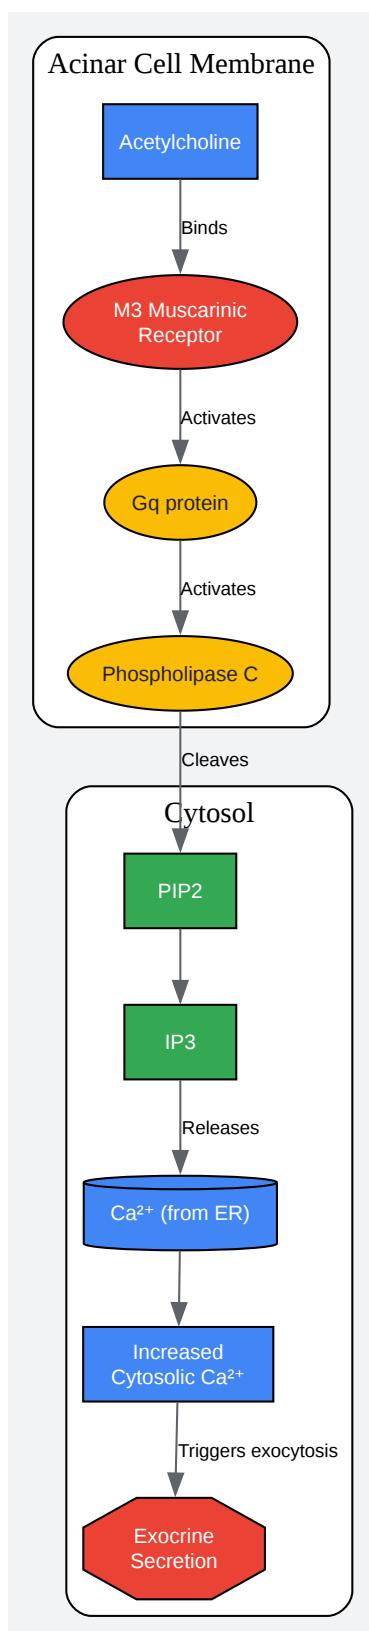 Acinar Cell Membrane
Acetylcholine
Binds
M3 Muscarinic
Receptor
Activates
Gq protein
Activates
Phospholipase C
Cleaves
Cytosol
PIP2
IP3
Releases
Ca²⁺ (from ER)
Increased
Cytosolic Ca²⁺
Triggers exocytosis
Exocrine
Secretion